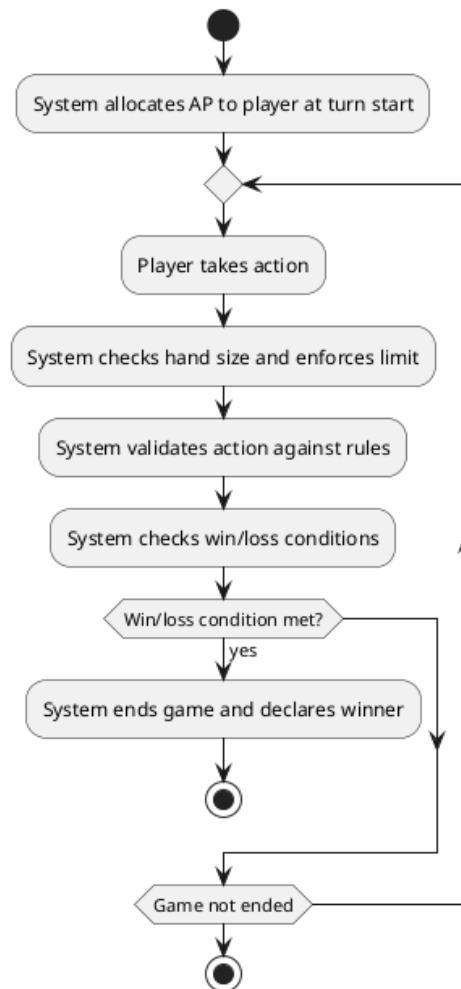 System allocates AP to player at turn start
Player takes action
System checks hand size and enforces limit
System validates action against rules
System checks win/loss conditions
Win/loss condition met?
yes
System ends game and declares winner
Game not ended